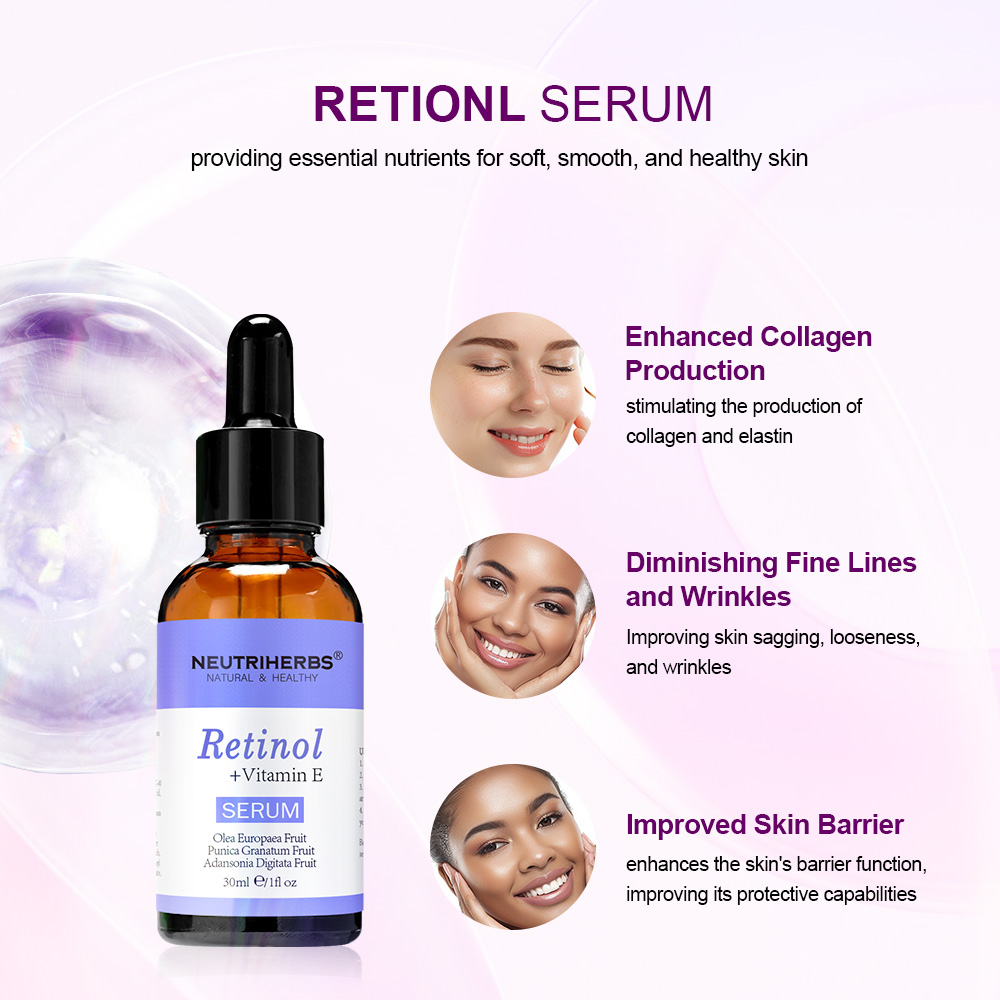 RETIONL SERUM
providing essential nutrients for soft, smooth, and healthy skin
Enhanced Collagen
Production
stimulating the production of
collagen and elastin
Diminishing Fine Lines
and Wrinkles
Improving skin sagging, looseness,
and wrinkles
Improved Skin Barrier
enhances the skin's barrier function,
improving its protective capabilities
NEUTRIHERBS®
NATURAL & HEALTHY
Retinol
+Vitamin E
SERUM
Olea Europaea Fruit
Punica Granatum Fruit
Adansonia Digitata Fruit
30ml ℮/1fl oz